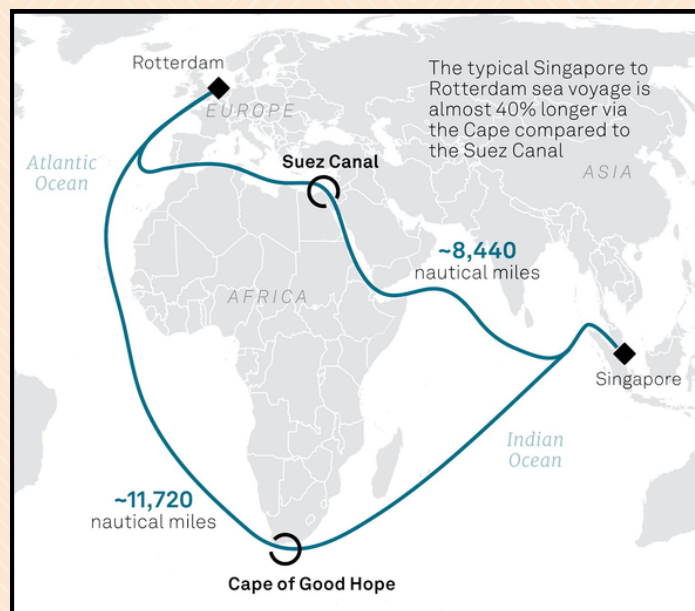 Rotterdam
EUROPE
The typical Singapore to
Rotterdam sea voyage is
almost 40% longer via
the Cape compared to
the Suez Canal
Atlantic
Ocean
Suez Canal
ASIA
~8,440
nautical miles
AFRICA
Singapore
Indian
Ocean
~11,720
nautical miles
Cape of Good Hope